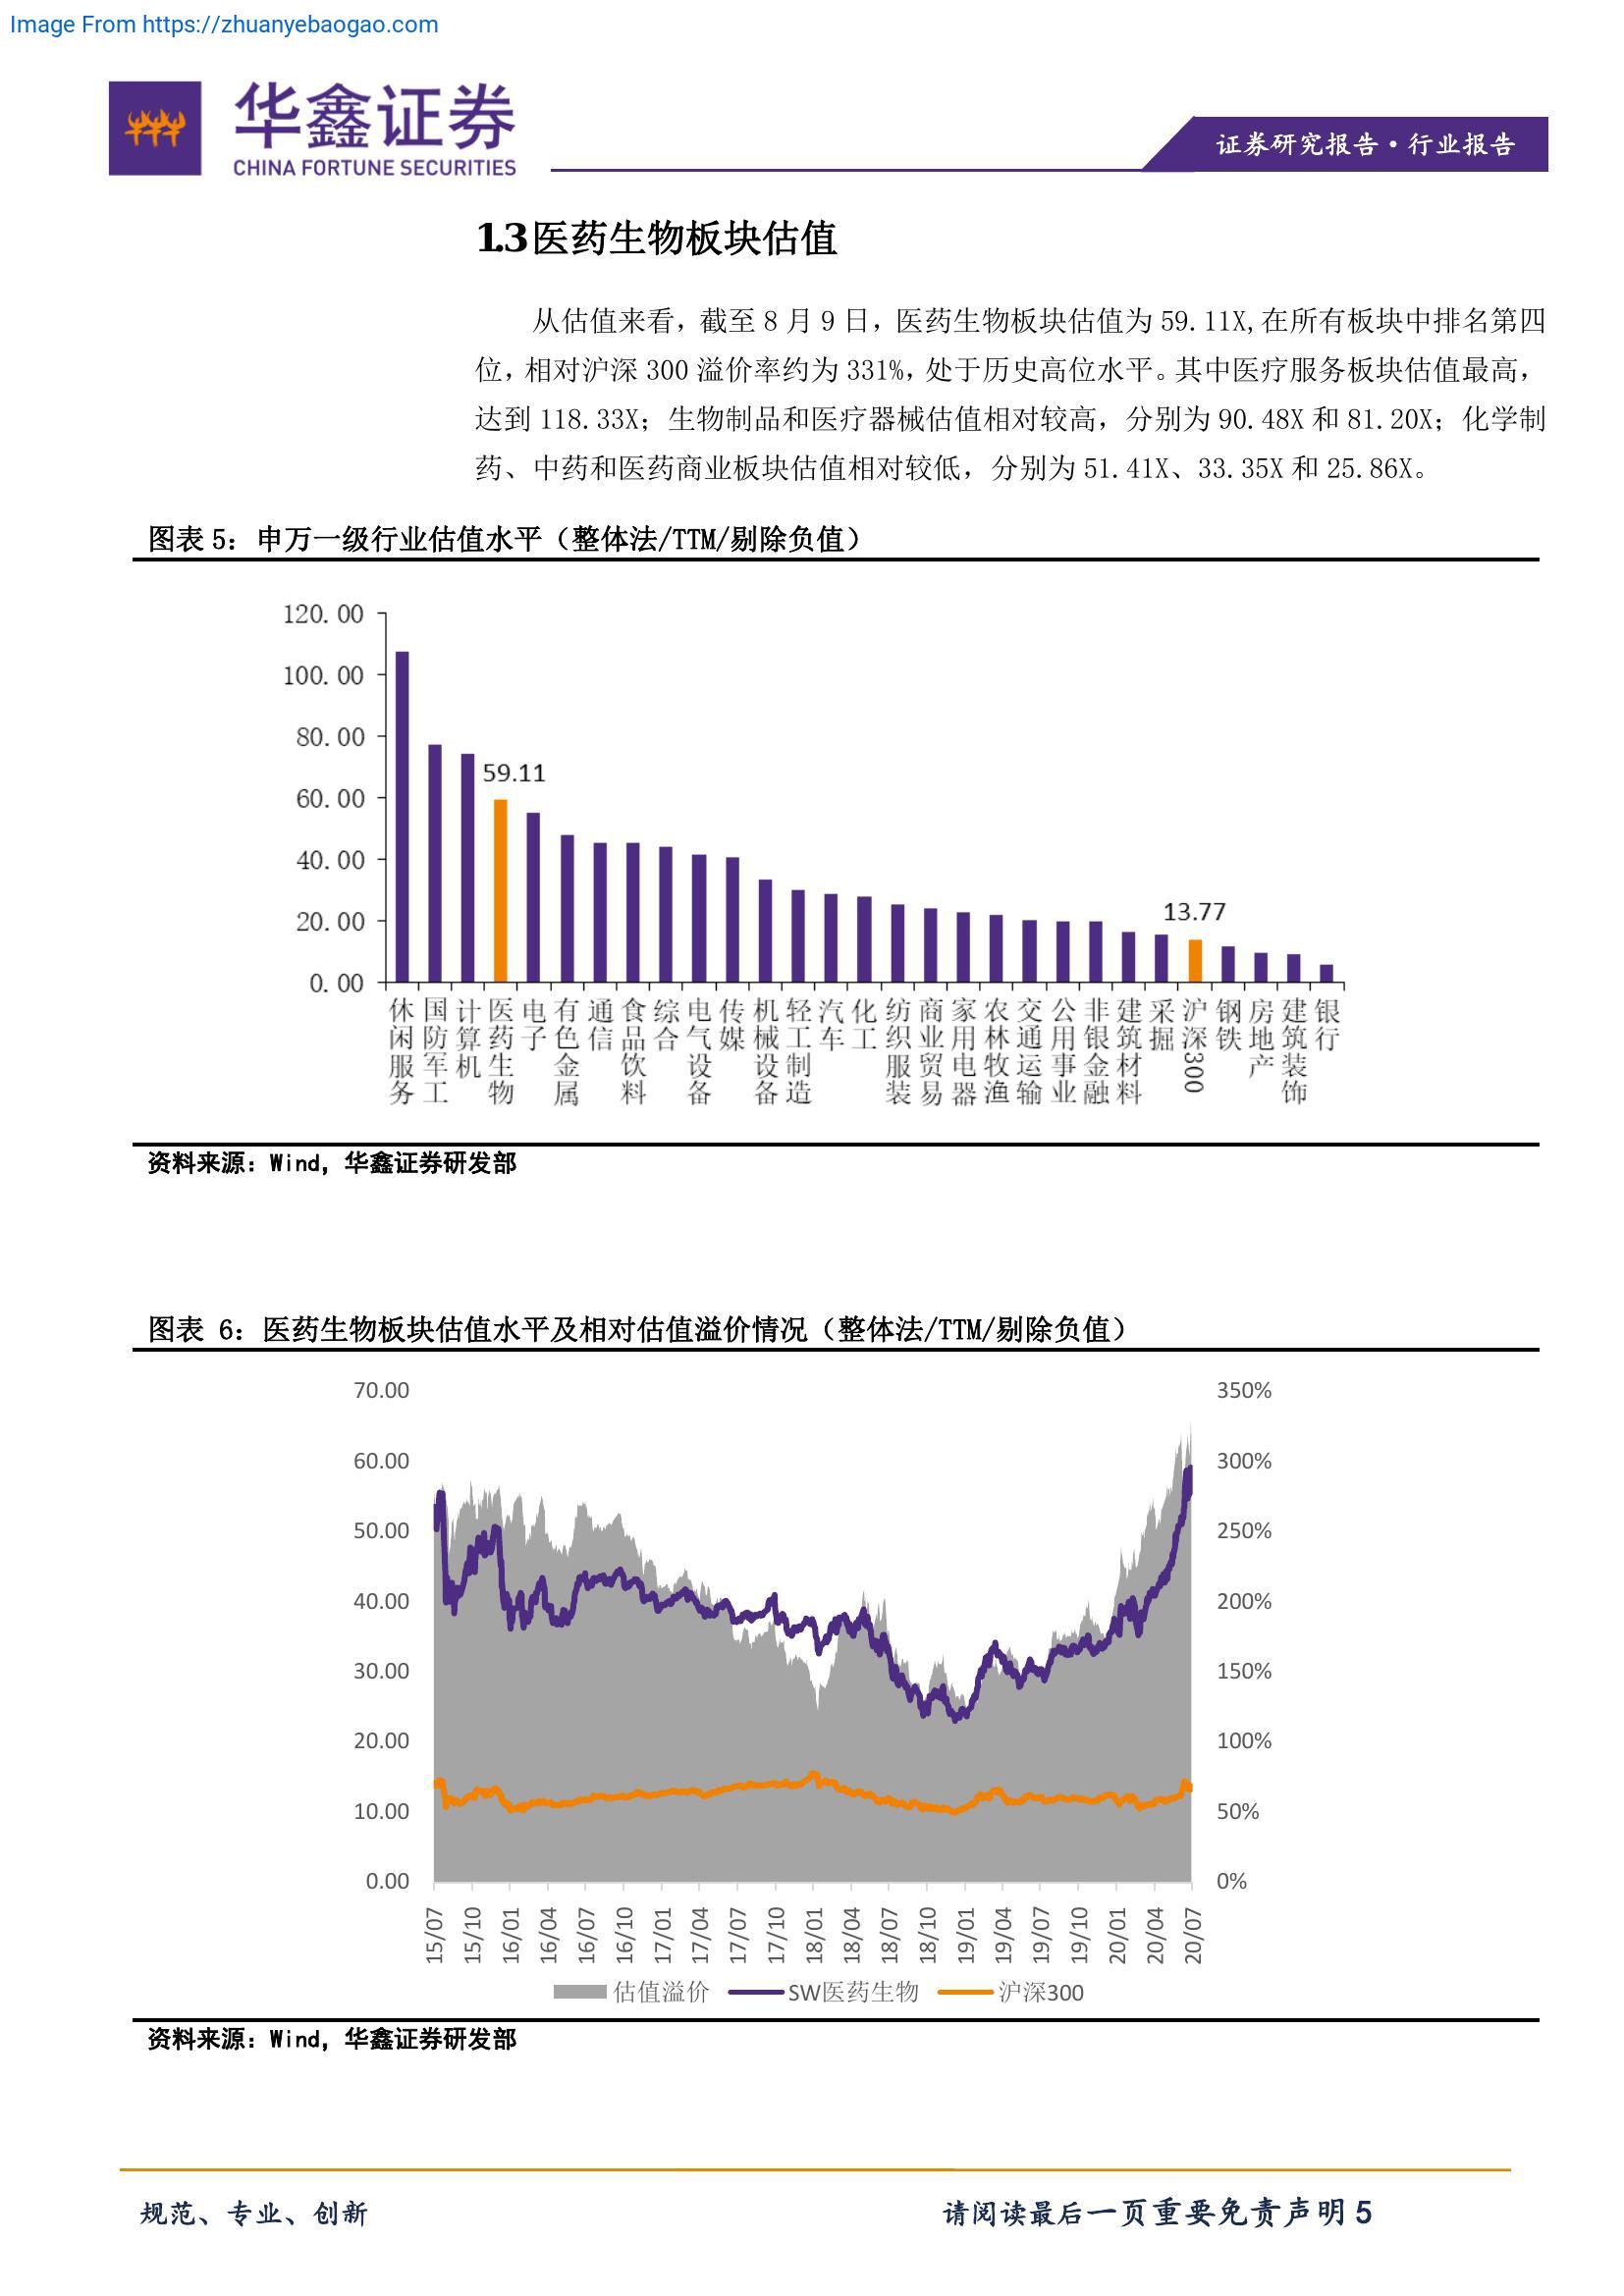 Image From https://zhuanyebaogao.com
华鑫证券
CHINA FORTUNE SECURITIES
证券研究报告·行业报告
1.3医药生物板块估值
从估值来看，截至8月9日，医药生物板块估值为59.11X,在所有板块中排名第四
位，相对沪深300溢价率约为331%，处于历史高位水平。其中医疗服务板块估值最高，
达到118.33X；生物制品和医疗器械估值相对较高，分别为90.48X和81.20X；化学制
药、中药和医药商业板块估值相对较低，分别为51.41X、33.35X和25.86X。
图表5：申万一级行业估值水平（整体法/TTM/剔除负值）
120.00
100.00
80.00
60.00
40.00
20.00
0.00
59.11
13.77
休闲服务
国防军工
计算机
医药生物
电子
有色金属
通信
食品饮料
综合
电气设备
传媒
机械设备
轻工制造
汽车
化工
纺织服装
商业贸易
家用电器
农林牧渔
交通运输
公用事业
非银金融
建筑材料
采掘
沪深300
钢铁
房地产
建筑装饰
银行
资料来源：Wind，华鑫证券研发部
图表 6：医药生物板块估值水平及相对估值溢价情况（整体法/TTM/剔除负值）
70.00
60.00
50.00
40.00
30.00
20.00
10.00
0.00
350%
300%
250%
200%
150%
100%
50%
0%
15/07
15/10
16/01
16/04
16/07
16/10
17/01
17/04
17/07
17/10
18/01
18/04
18/07
18/10
19/01
19/04
19/07
19/10
20/01
20/04
20/07
估值溢价
SW医药生物
沪深300
资料来源：Wind，华鑫证券研发部
规范、专业、创新
请阅读最后一页重要免责声明 5